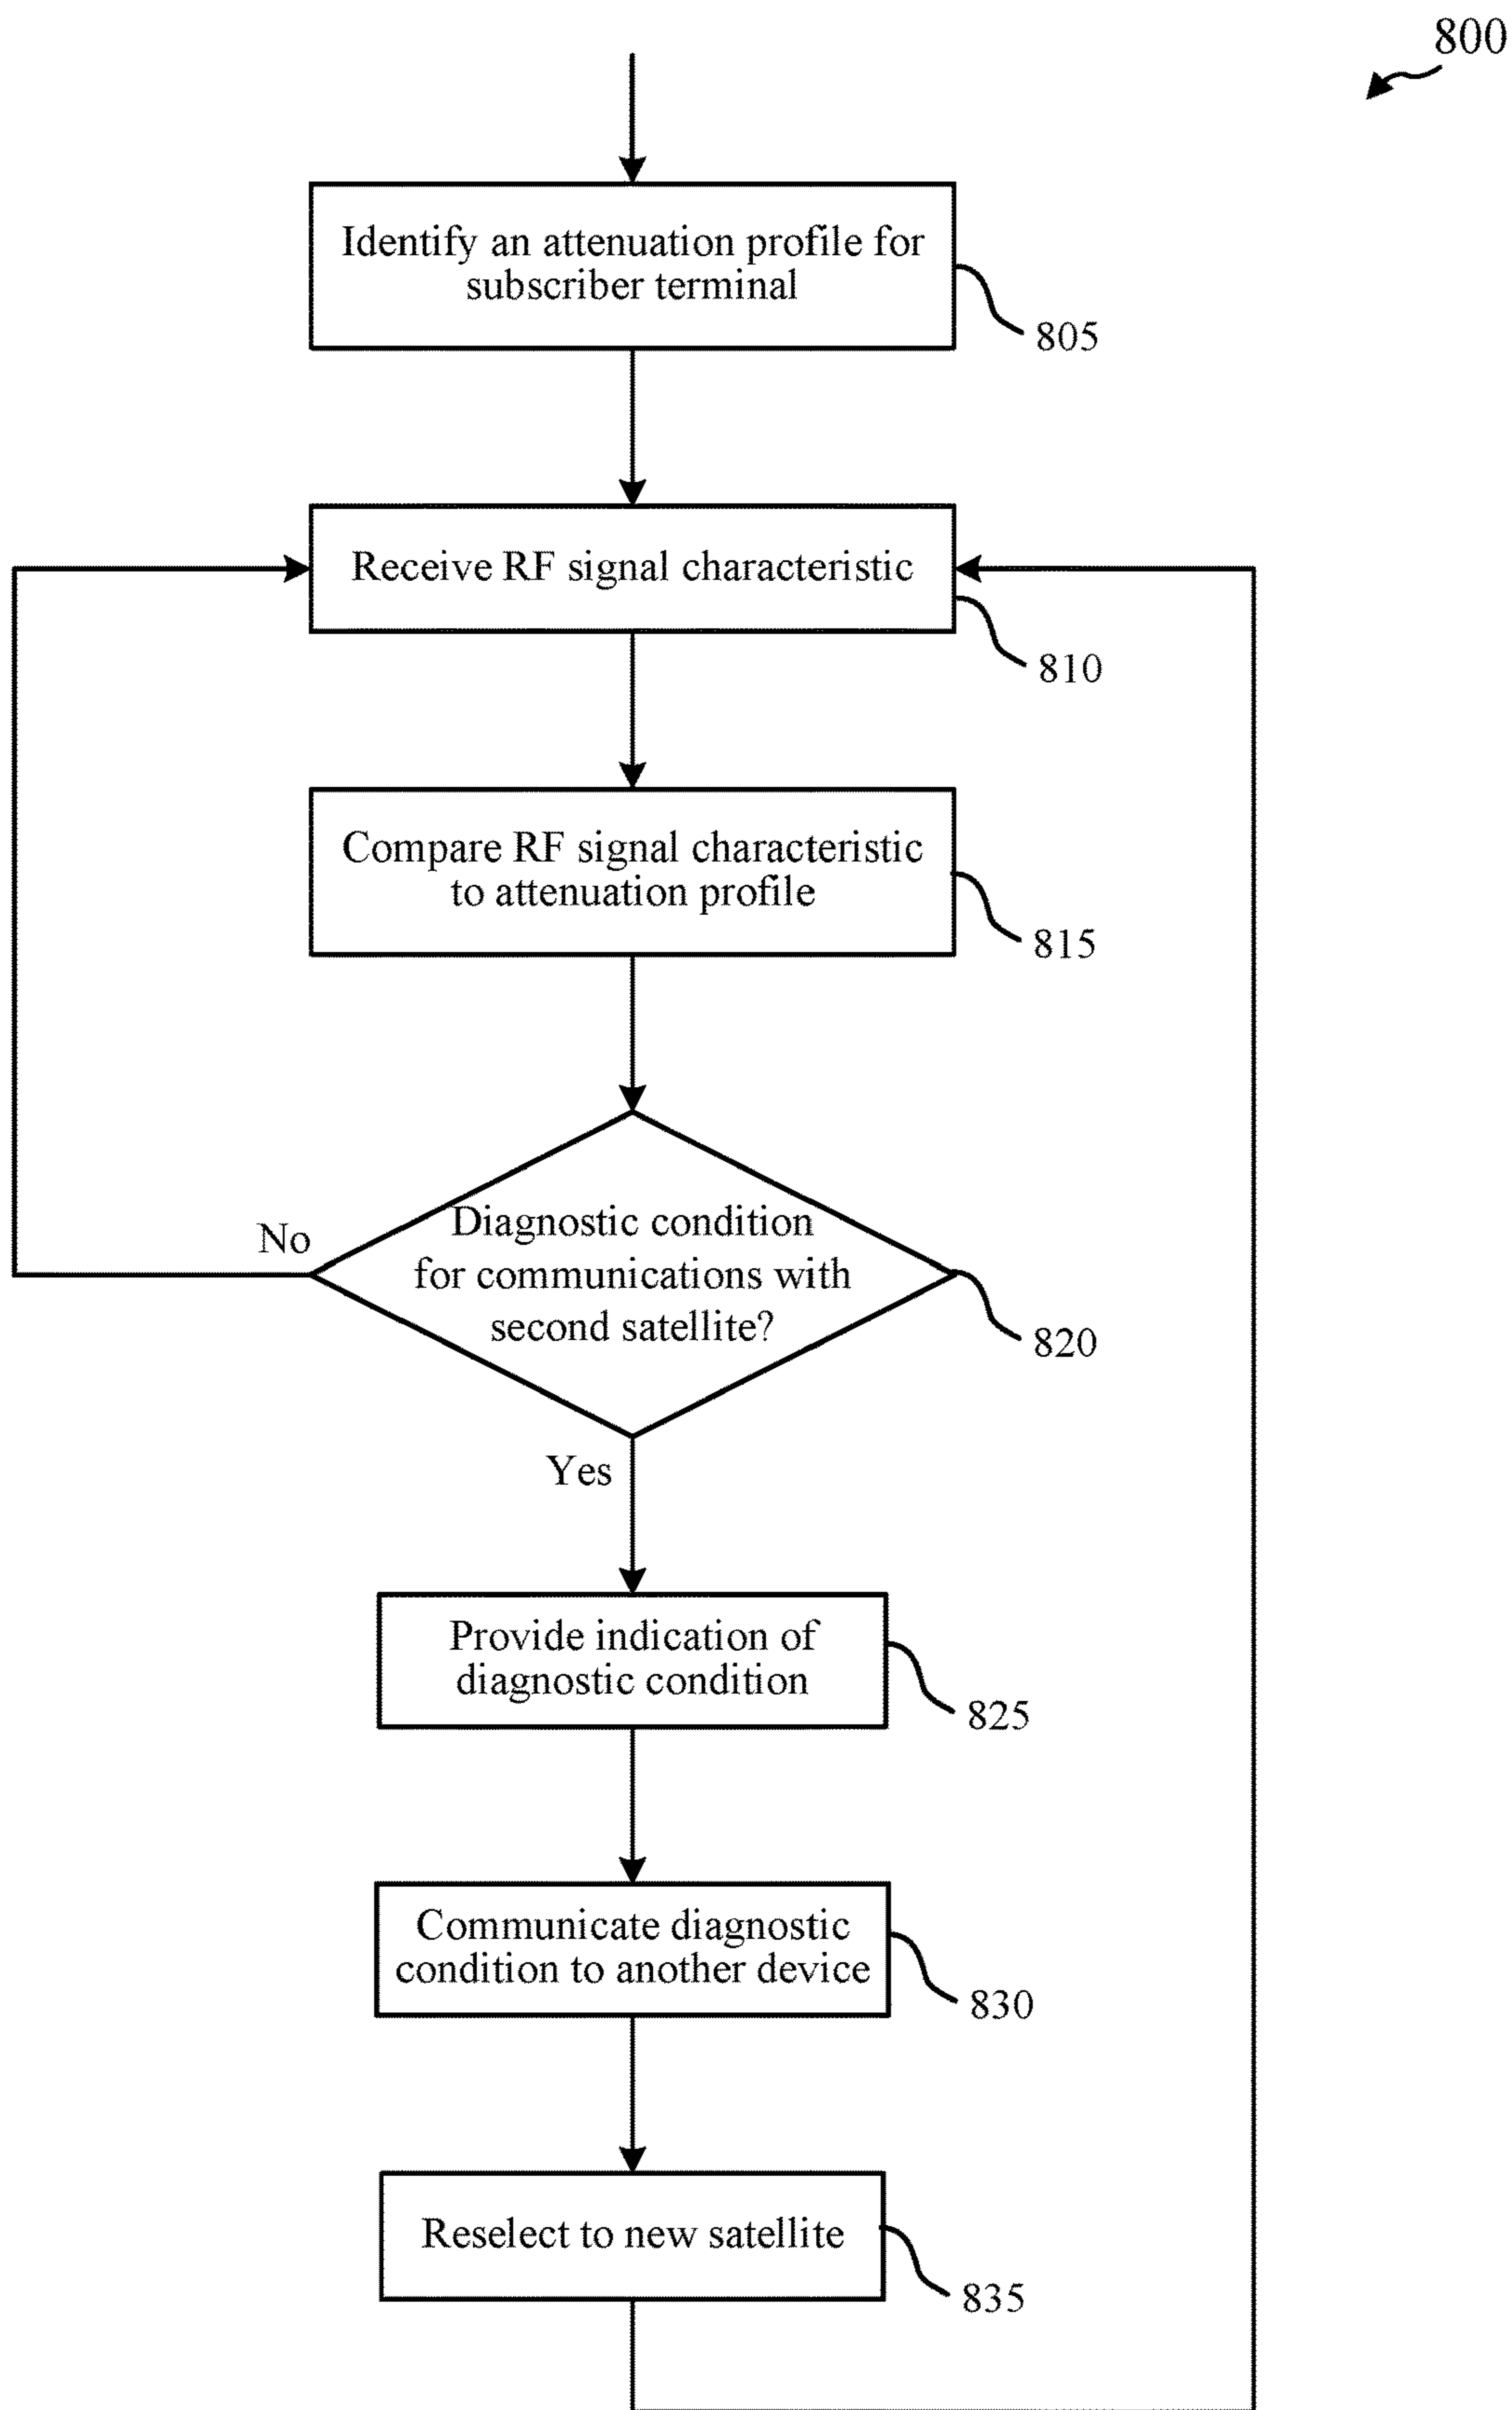 800
Identify an attenuation profile for
subscriber terminal
805
Receive RF signal characteristic
810
Compare RF signal characteristic
to attenuation profile
815
No
Diagnostic condition
for communications with
second satellite?
820
Yes
Provide indication of
diagnostic condition
825
Communicate diagnostic
condition to another device
830
Reselect to new satellite
835